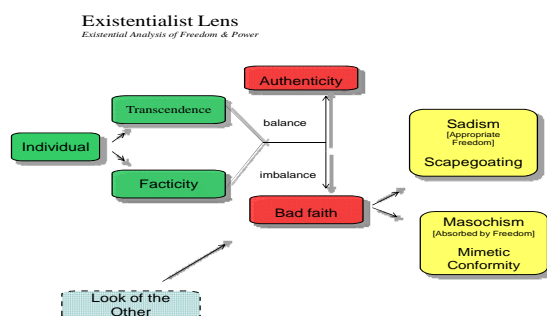 Existentialist Lens
Existential Analysis of Freedom & Power
Authenticity
Transcendence
balance
Individual
Facticity
imbalance
Bad faith
Sadism
[Appropriate
Freedom]
Scapegoating
Masochism
[Absorbed by Freedom]
Mimetic
Conformity
Look of the
Other